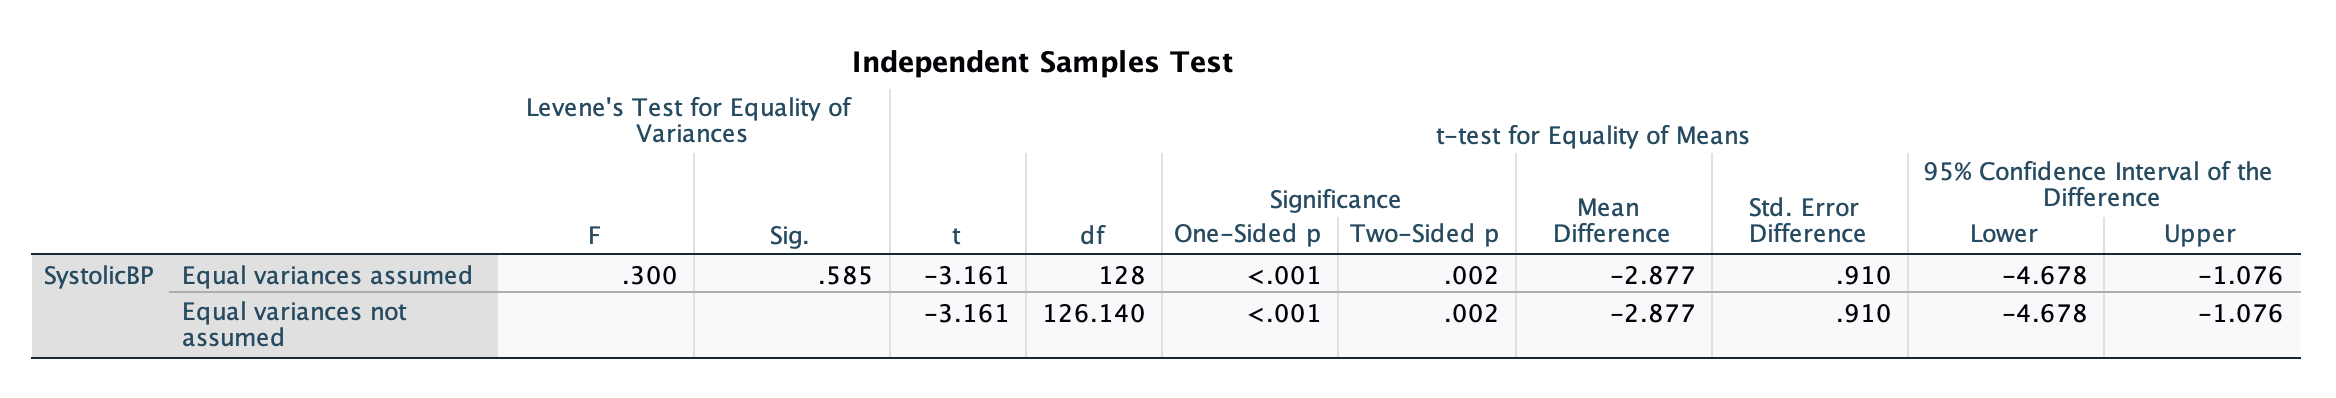 Independent Samples Test
Levene's Test for Equality of
Variances
t-test for Equality of Means
F
Sig.
t
df
Significance
One-Sided p
Two-Sided p
Mean
Difference
Std. Error
Difference
95% Confidence Interval of the
Difference
Lower
Upper
SystolicBP Equal variances assumed .300 .585 -3.161 128 <.001 .002 -2.877 .910 -4.678 -1.076
Equal variances not
assumed
-3.161 126.140 <.001 .002 -2.877 .910 -4.678 -1.076